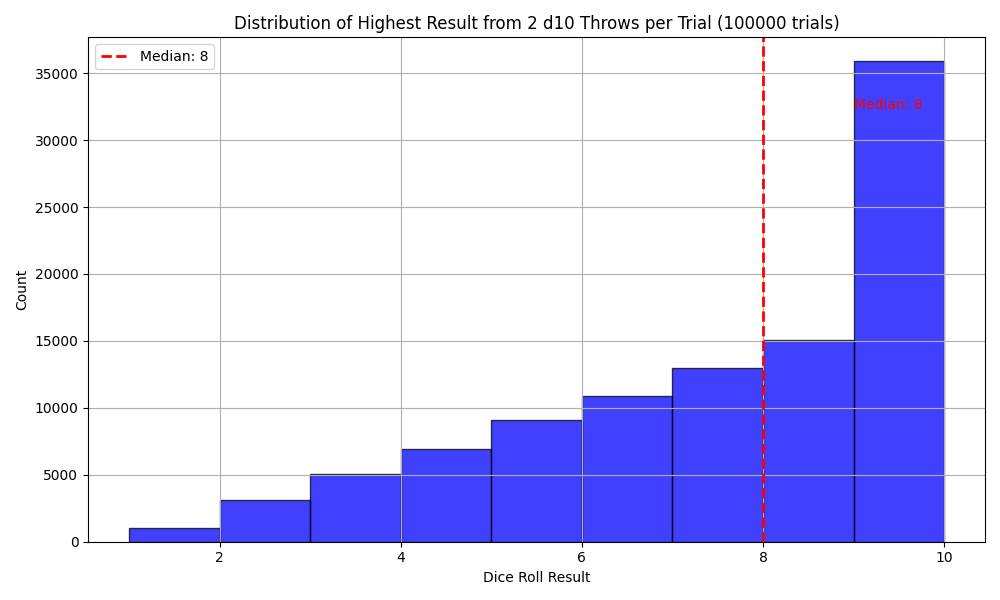 Distribution of Highest Result from 2 d10 Throws per Trial (100000 trials)
Median: 8
Median: 8
Count
35000
30000
25000
20000
15000
10000
5000
0
2
4
6
8
10
Dice Roll Result